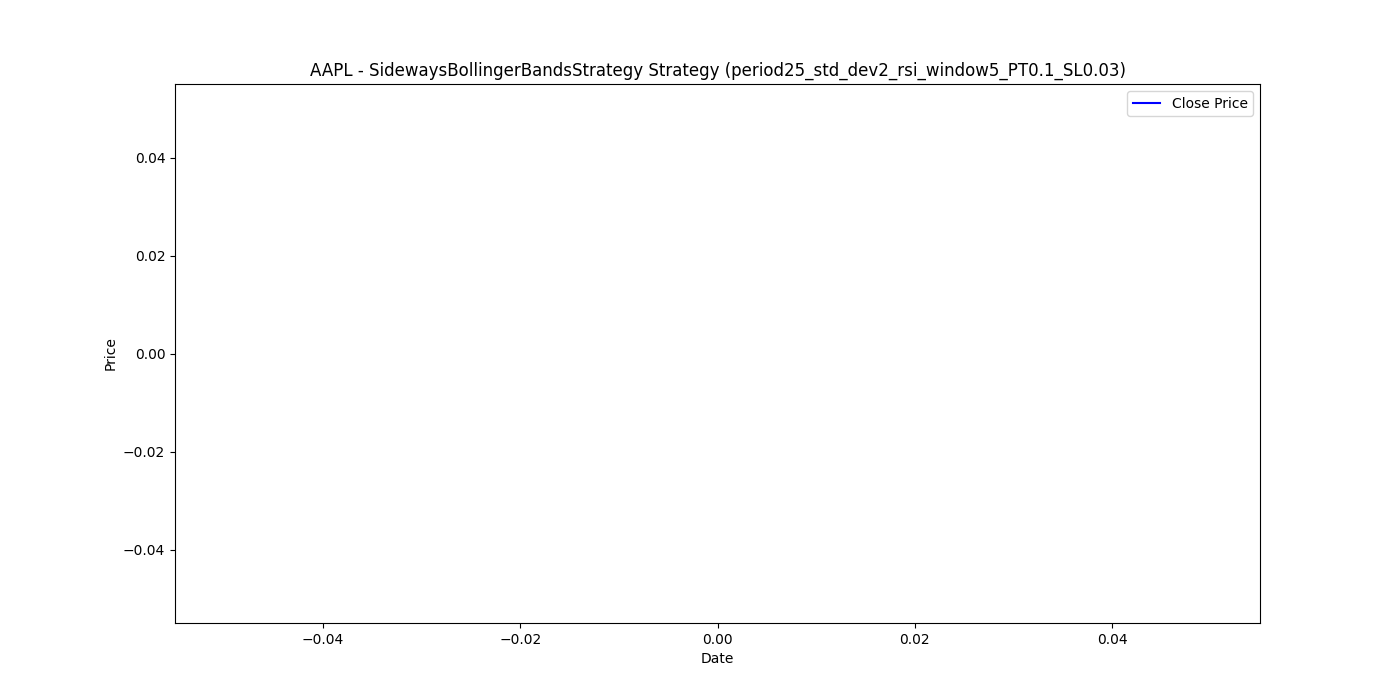 AAPL - SidewaysBollingerBandsStrategy Strategy (period25_std_dev2_rsi_window5_PT0.1_SL0.03)
Close Price
0.04
0.02
0.00
−0.02
−0.04
Price
−0.04 −0.02 0.00 0.02 0.04
Date